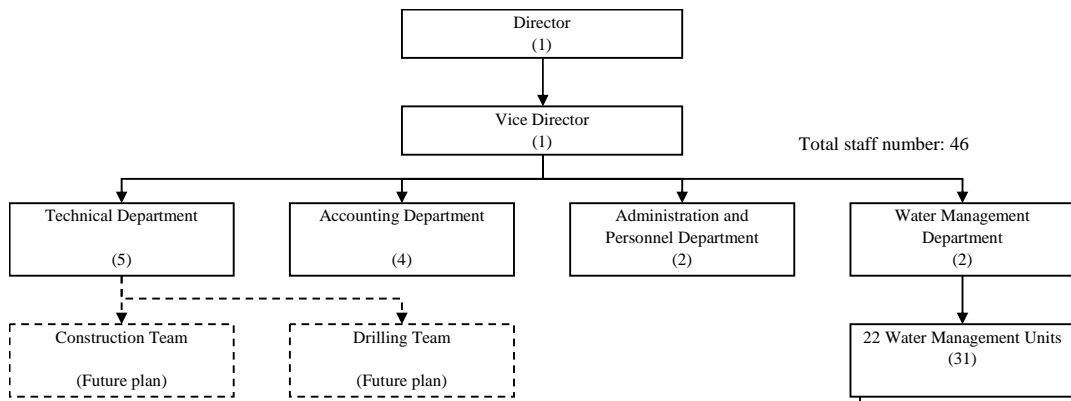 Director
(1)
Vice Director
(1)
Total staff number: 46
Technical Department
(5)
Accounting Department
(4)
Administration and
Personnel Department
(2)
Water Management
Department
(2)
Construction Team
(Future plan)
Drilling Team
(Future plan)
22 Water Management Units
(31)